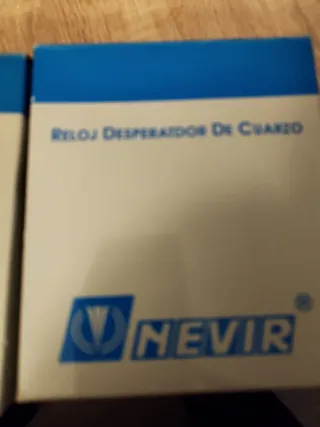 RELOJ DESPERTADOR DE CUARZO
NEVIR®